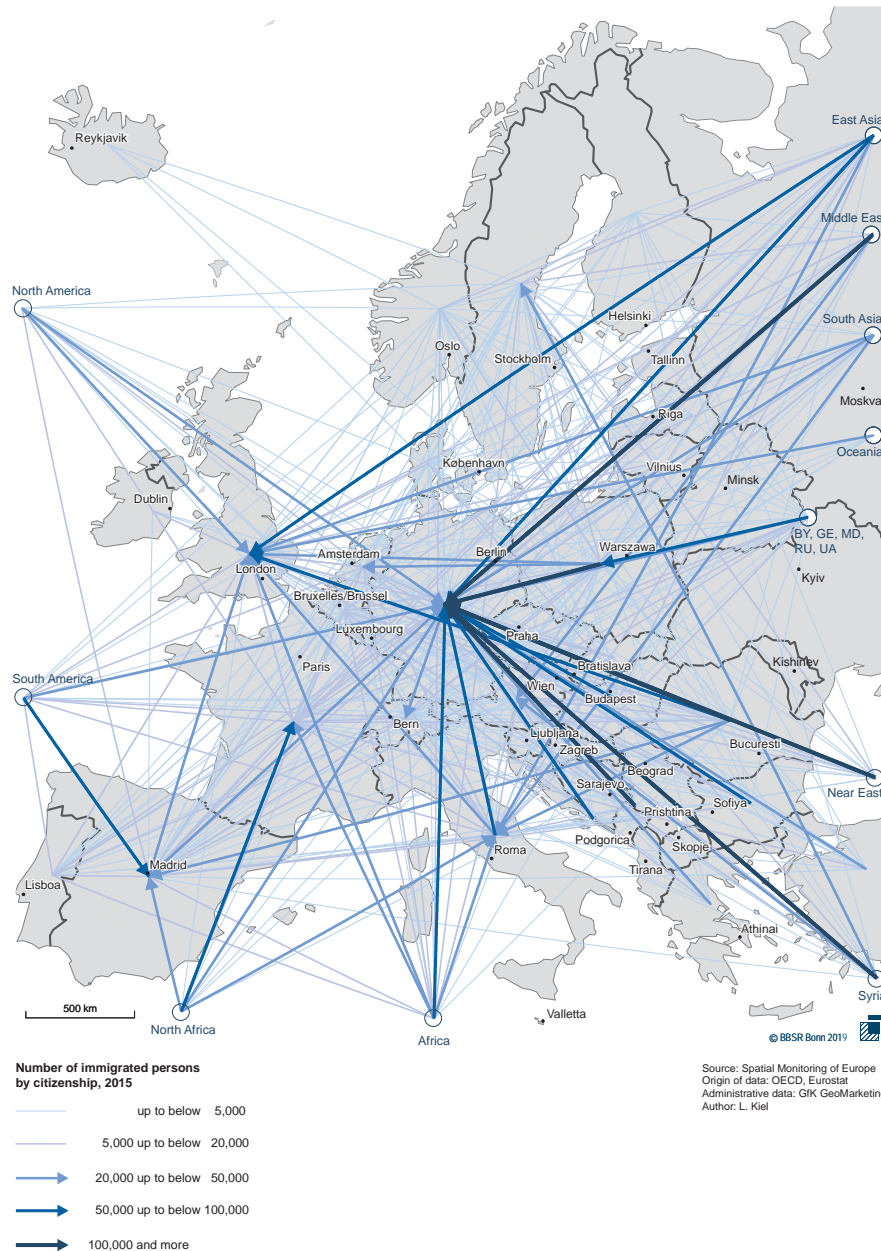 East Asia
Reykjavik
Middle East
North America
South Asia
Helsinki
Oslo
Stockholm
Tallinn
Moskva
Riga
Oceania
København
Vilnius
Minsk
Dublin
BY, GE, MD,
RU, UA
Amsterdam
Berlin
Warszawa
London
Kyiv
Bruxelles/Brüssel
Luxembourg
Praha
Paris
Bratislava
Kishinev
South America
Wien
Budapest
Bern
Ljubljana
Zagreb
Bucuresti
Beograd
Sarajevo
Near East
Prishtina
Sofiya
Podgorica
Skopje
Roma
Madrid
Tirana
Lisboa
Athinai
Syria
500 km
North Africa
Africa
Valletta
© BBSR Bonn 2019
Number of immigrated persons
by citizenship, 2015
up to below 5,000
5,000 up to below 20,000
20,000 up to below 50,000
50,000 up to below 100,000
100,000 and more
Source: Spatial Monitoring of Europe
Origin of data: OECD, Eurostat
Administrative data: GfK GeoMarketing
Author: L. Kiel